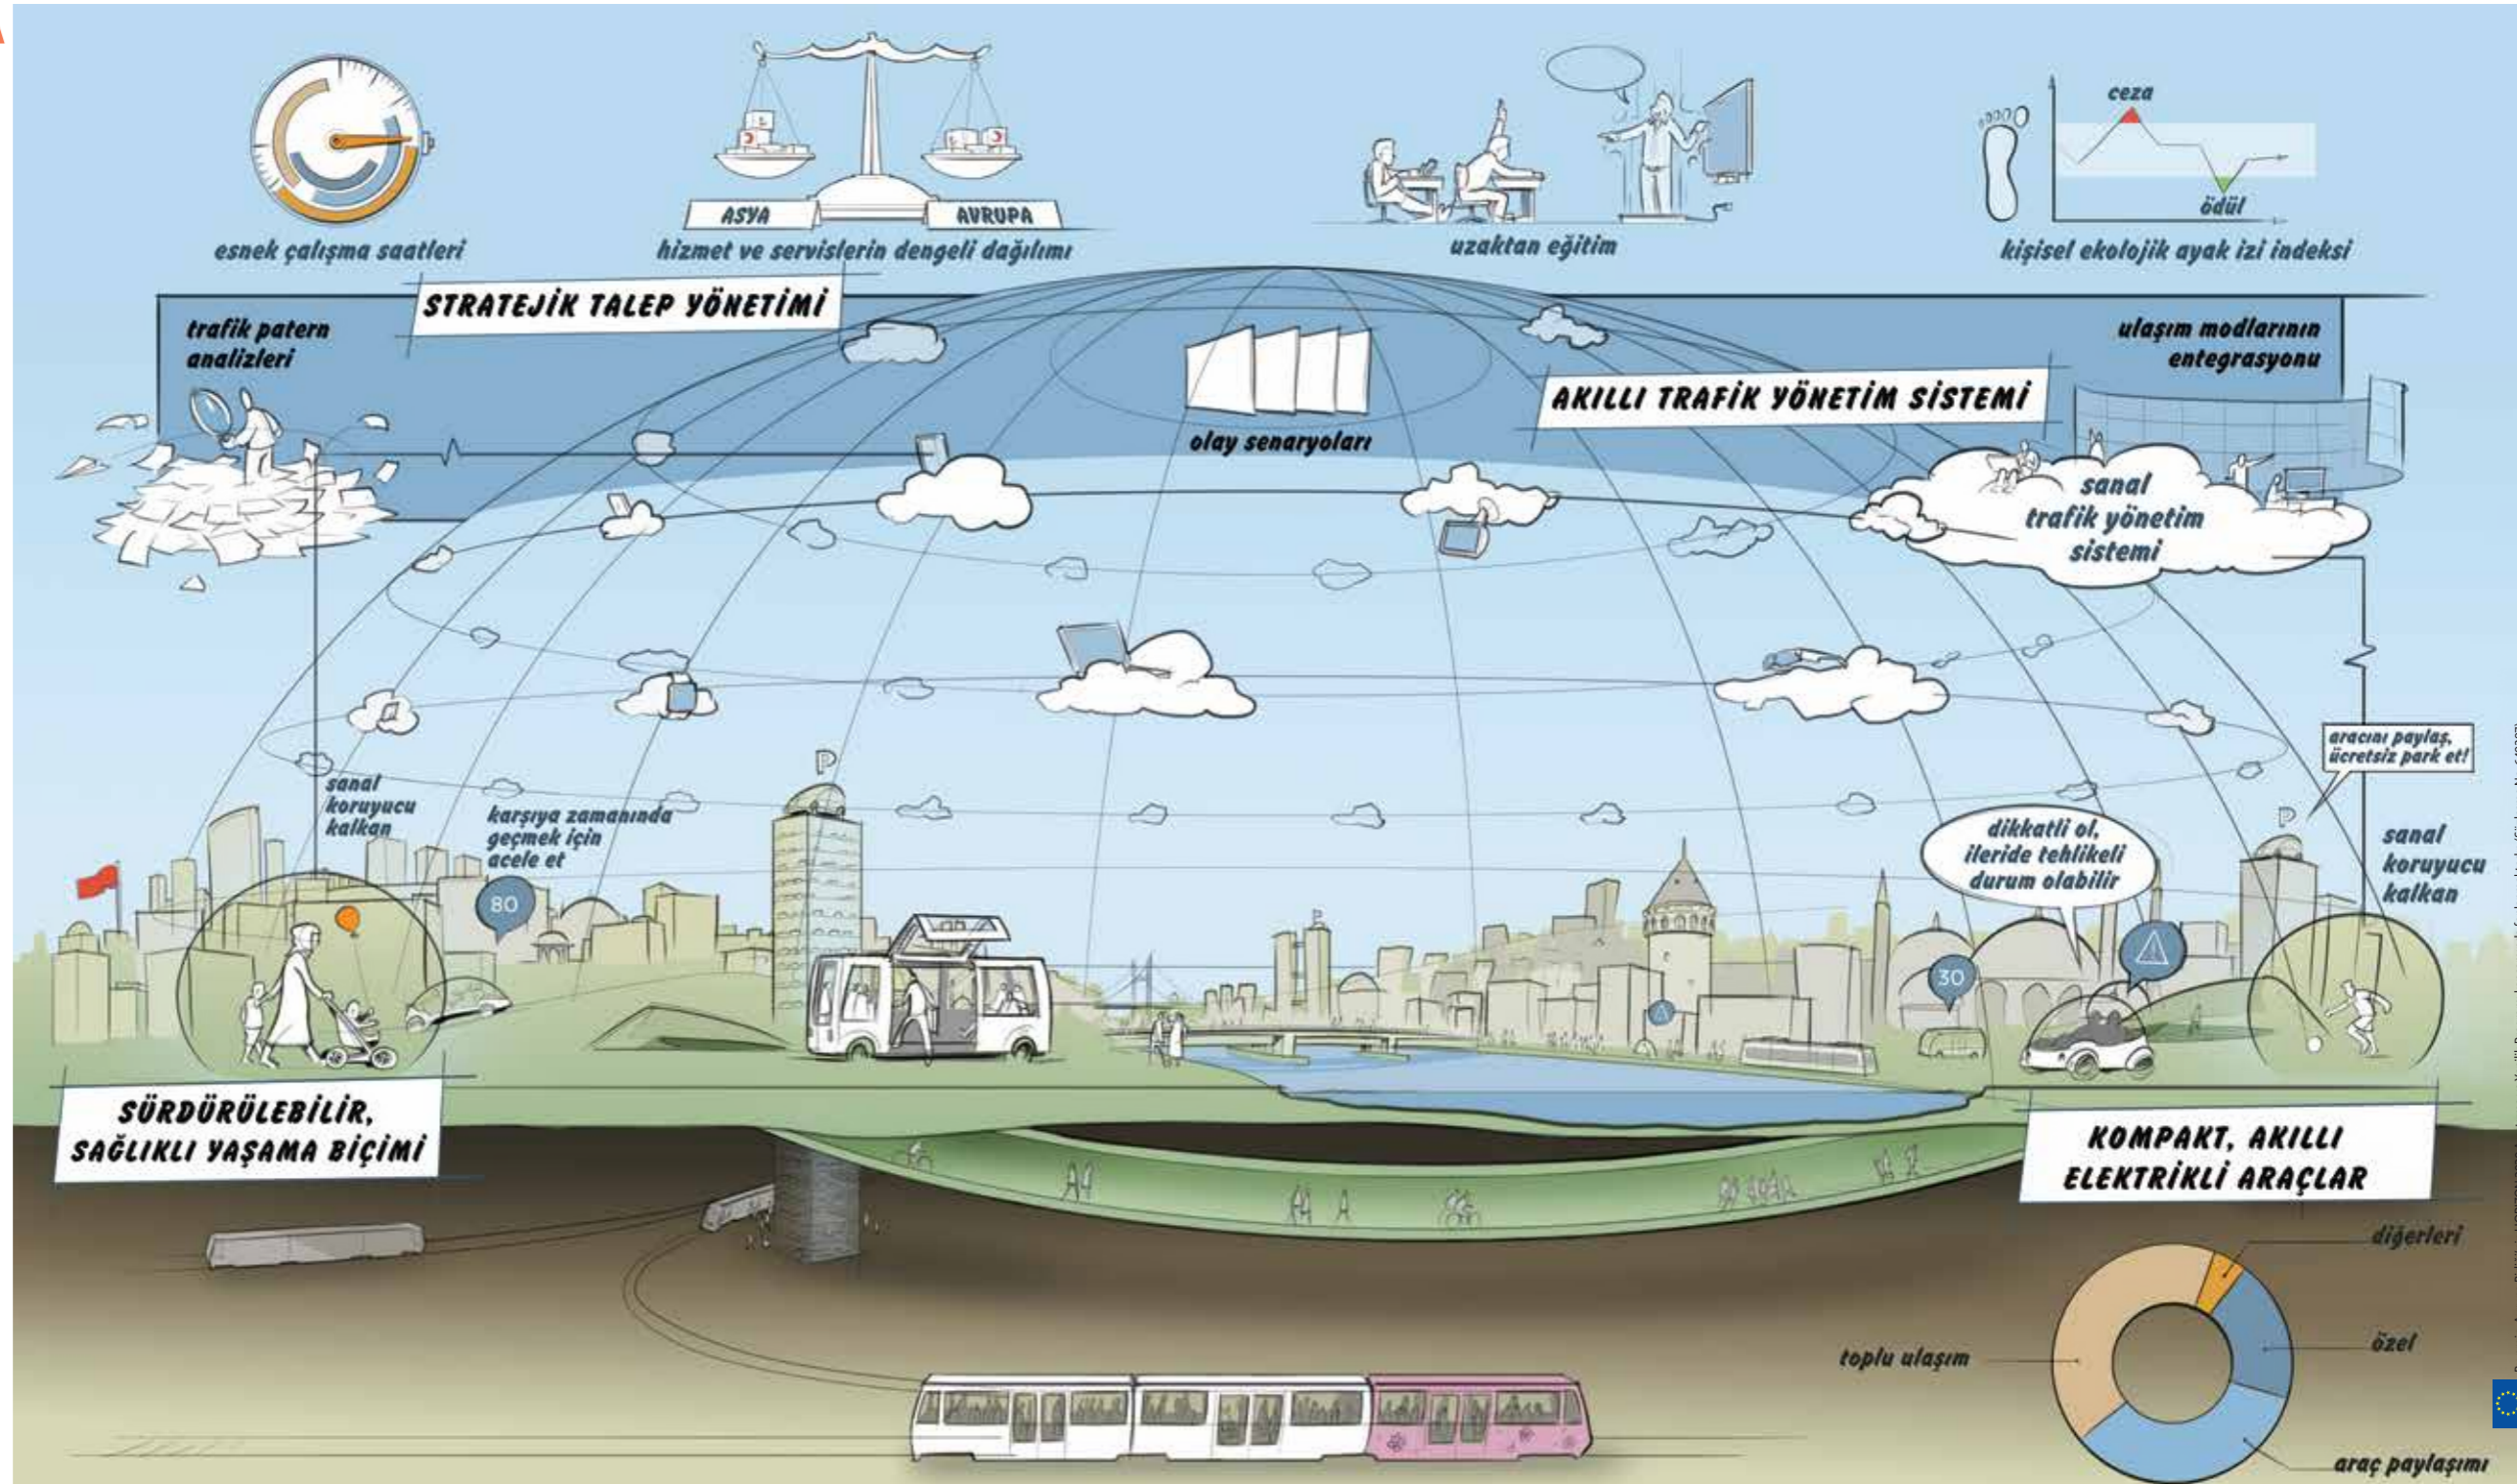 ceza
ödül
ASYA
AVRUPA
esnek çalışma saatleri
hizmet ve servislerin dengeli dağılımı
uzaktan eğitim
kişisel ekolojik ayak izi indeksi
STRATEJİK TALEP YÖNETİMİ
trafik patern
analizleri
ulaşım modlarının
entegrasyonu
AKILLI TRAFİK YÖNETİM SİSTEMİ
olay senaryoları
sanal
trafik yönetim
sistemi
aracını paylaş,
ücretsiz park et!
sanal
koruyucu
kalkan
karşıya zamanında
geçmek için
acele et
80
P
P
dikkatli ol,
ileride tehlikeli
durum olabilir
sanal
koruyucu
kalkan
30
SÜRDÜRÜLEBİLİR,
SAĞLIKLI YAŞAMA BİÇİMİ
KOMPAKT, AKILLI
ELEKTRİKLİ ARAÇLAR
diğerleri
özel
toplu ulaşım
araç paylaşımı